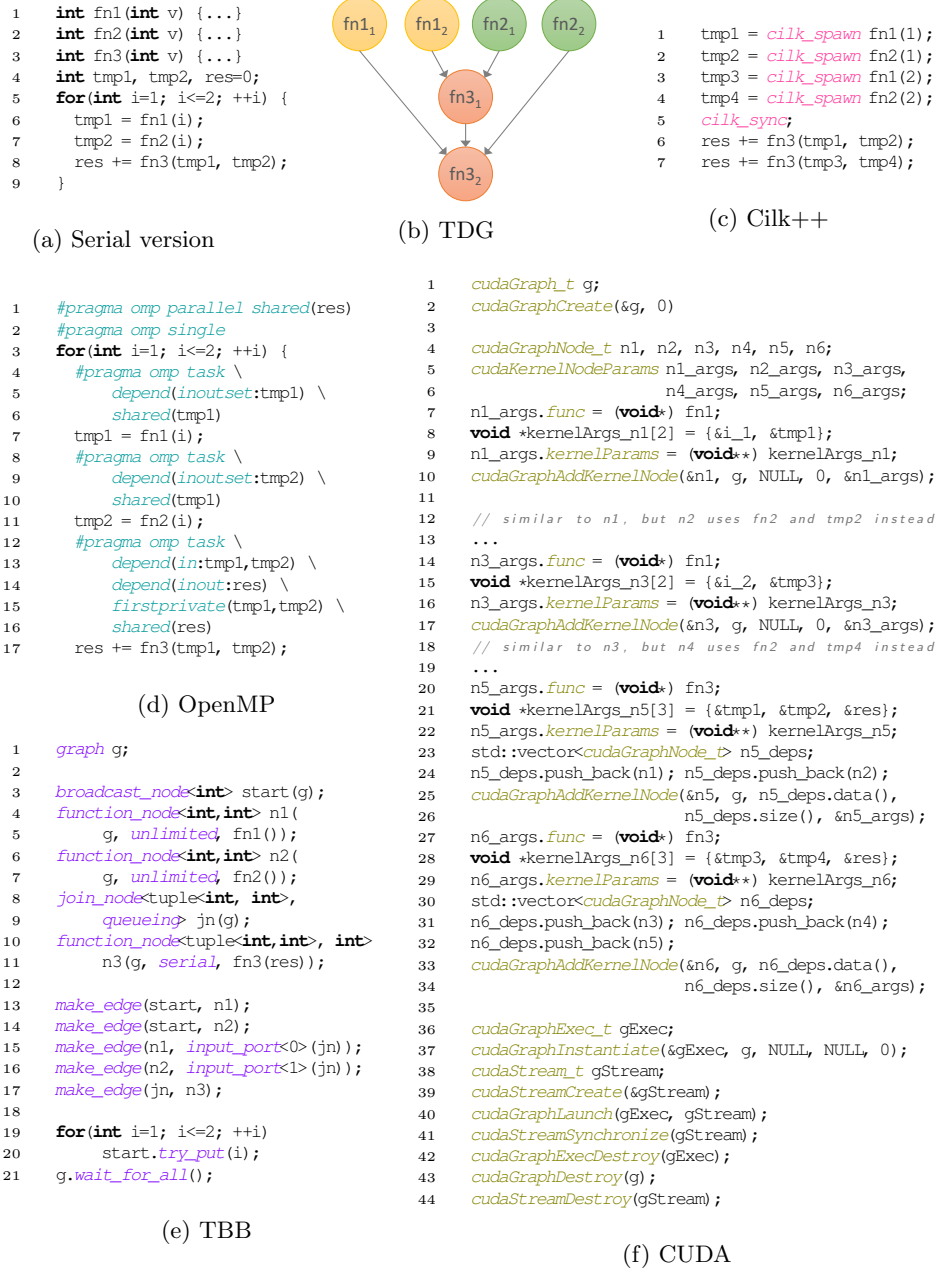 1 int fn1(int v) {...}
2 int fn2(int v) {...}
3 int fn3(int v) {...}
4 int tmp1, tmp2, res=0;
5 for(int i=1; i<=2; ++i) {
6 tmp1 = fn1(i);
7 tmp2 = fn2(i);
8 res += fn3(tmp1, tmp2);
9 }
(a) Serial version
fn1₁ fn1₂ fn2₁ fn2₂
fn3₁
fn3₂
(b) TDG
1 tmp1 = cilk_spawn fn1(1);
2 tmp2 = cilk_spawn fn2(1);
3 tmp3 = cilk_spawn fn1(2);
4 tmp4 = cilk_spawn fn2(2);
5 cilk_sync;
6 res += fn3(tmp1, tmp2);
7 res += fn3(tmp3, tmp4);
(c) Cilk++
1 #pragma omp parallel shared(res)
2 #pragma omp single
3 for(int i=1; i<=2; ++i) {
4 #pragma omp task \
5 depend(inoutset:tmp1) \
6 shared(tmp1)
7 tmp1 = fn1(i);
8 #pragma omp task \
9 depend(inoutset:tmp2) \
10 shared(tmp1)
11 tmp2 = fn2(i);
12 #pragma omp task \
13 depend(in:tmp1,tmp2) \
14 depend(inout:res) \
15 firstprivate(tmp1,tmp2) \
16 shared(res)
17 res += fn3(tmp1, tmp2);
(d) OpenMP
1 graph g;
2
3 broadcast_node<int> start(g);
4 function_node<int,int> n1(
5 g, unlimited, fn1());
6 function_node<int,int> n2(
7 g, unlimited, fn2());
8 join_node<tuple<int, int>,
9 queueing> jn(g);
10 function_node<tuple<int,int>, int>
11 n3(g, serial, fn3(res));
12
13 make_edge(start, n1);
14 make_edge(start, n2);
15 make_edge(n1, input_port<0>(jn));
16 make_edge(n2, input_port<1>(jn));
17 make_edge(jn, n3);
18
19 for(int i=1; i<=2; ++i)
20 start.try_put(i);
21 g.wait_for_all();
(e) TBB
1 cudaGraph_t g;
2 cudaGraphCreate(&g, 0)
3
4 cudaGraphNode_t n1, n2, n3, n4, n5, n6;
5 cudaKernelNodeParams n1_args, n2_args, n3_args,
6 n4_args, n5_args, n6_args;
7 n1_args.func = (void*) fn1;
8 void *kernelArgs_n1[2] = {&i_1, &tmp1};
9 n1_args.kernelParams = (void**) kernelArgs_n1;
10 cudaGraphAddKernelNode(&n1, g, NULL, 0, &n1_args);
11
12 // similar to n1, but n2 uses fn2 and tmp2 instead
13 ...
14 n3_args.func = (void*) fn1;
15 void *kernelArgs_n3[2] = {&i_2, &tmp3};
16 n3_args.kernelParams = (void**) kernelArgs_n3;
17 cudaGraphAddKernelNode(&n3, g, NULL, 0, &n3_args);
18 // similar to n3, but n4 uses fn2 and tmp4 instead
19 ...
20 n5_args.func = (void*) fn3;
21 void *kernelArgs_n5[3] = {&tmp1, &tmp2, &res};
22 n5_args.kernelParams = (void**) kernelArgs_n5;
23 std::vector<cudaGraphNode_t> n5_deps;
24 n5_deps.push_back(n1); n5_deps.push_back(n2);
25 cudaGraphAddKernelNode(&n5, g, n5_deps.data(),
26 n5_deps.size(), &n5_args);
27 n6_args.func = (void*) fn3;
28 void *kernelArgs_n6[3] = {&tmp3, &tmp4, &res};
29 n6_args.kernelParams = (void**) kernelArgs_n6;
30 std::vector<cudaGraphNode_t> n6_deps;
31 n6_deps.push_back(n3); n6_deps.push_back(n4);
32 n6_deps.push_back(n5);
33 cudaGraphAddKernelNode(&n6, g, n6_deps.data(),
34 n6_deps.size(), &n6_args);
35
36 cudaGraphExec_t gExec;
37 cudaGraphInstantiate(&gExec, g, NULL, NULL, 0);
38 cudaStream_t gStream;
39 cudaStreamCreate(&gStream);
40 cudaGraphLaunch(gExec, gStream);
41 cudaStreamSynchronize(gStream);
42 cudaGraphExecDestroy(gExec);
43 cudaGraphDestroy(g);
44 cudaStreamDestroy(gStream);
(f) CUDA